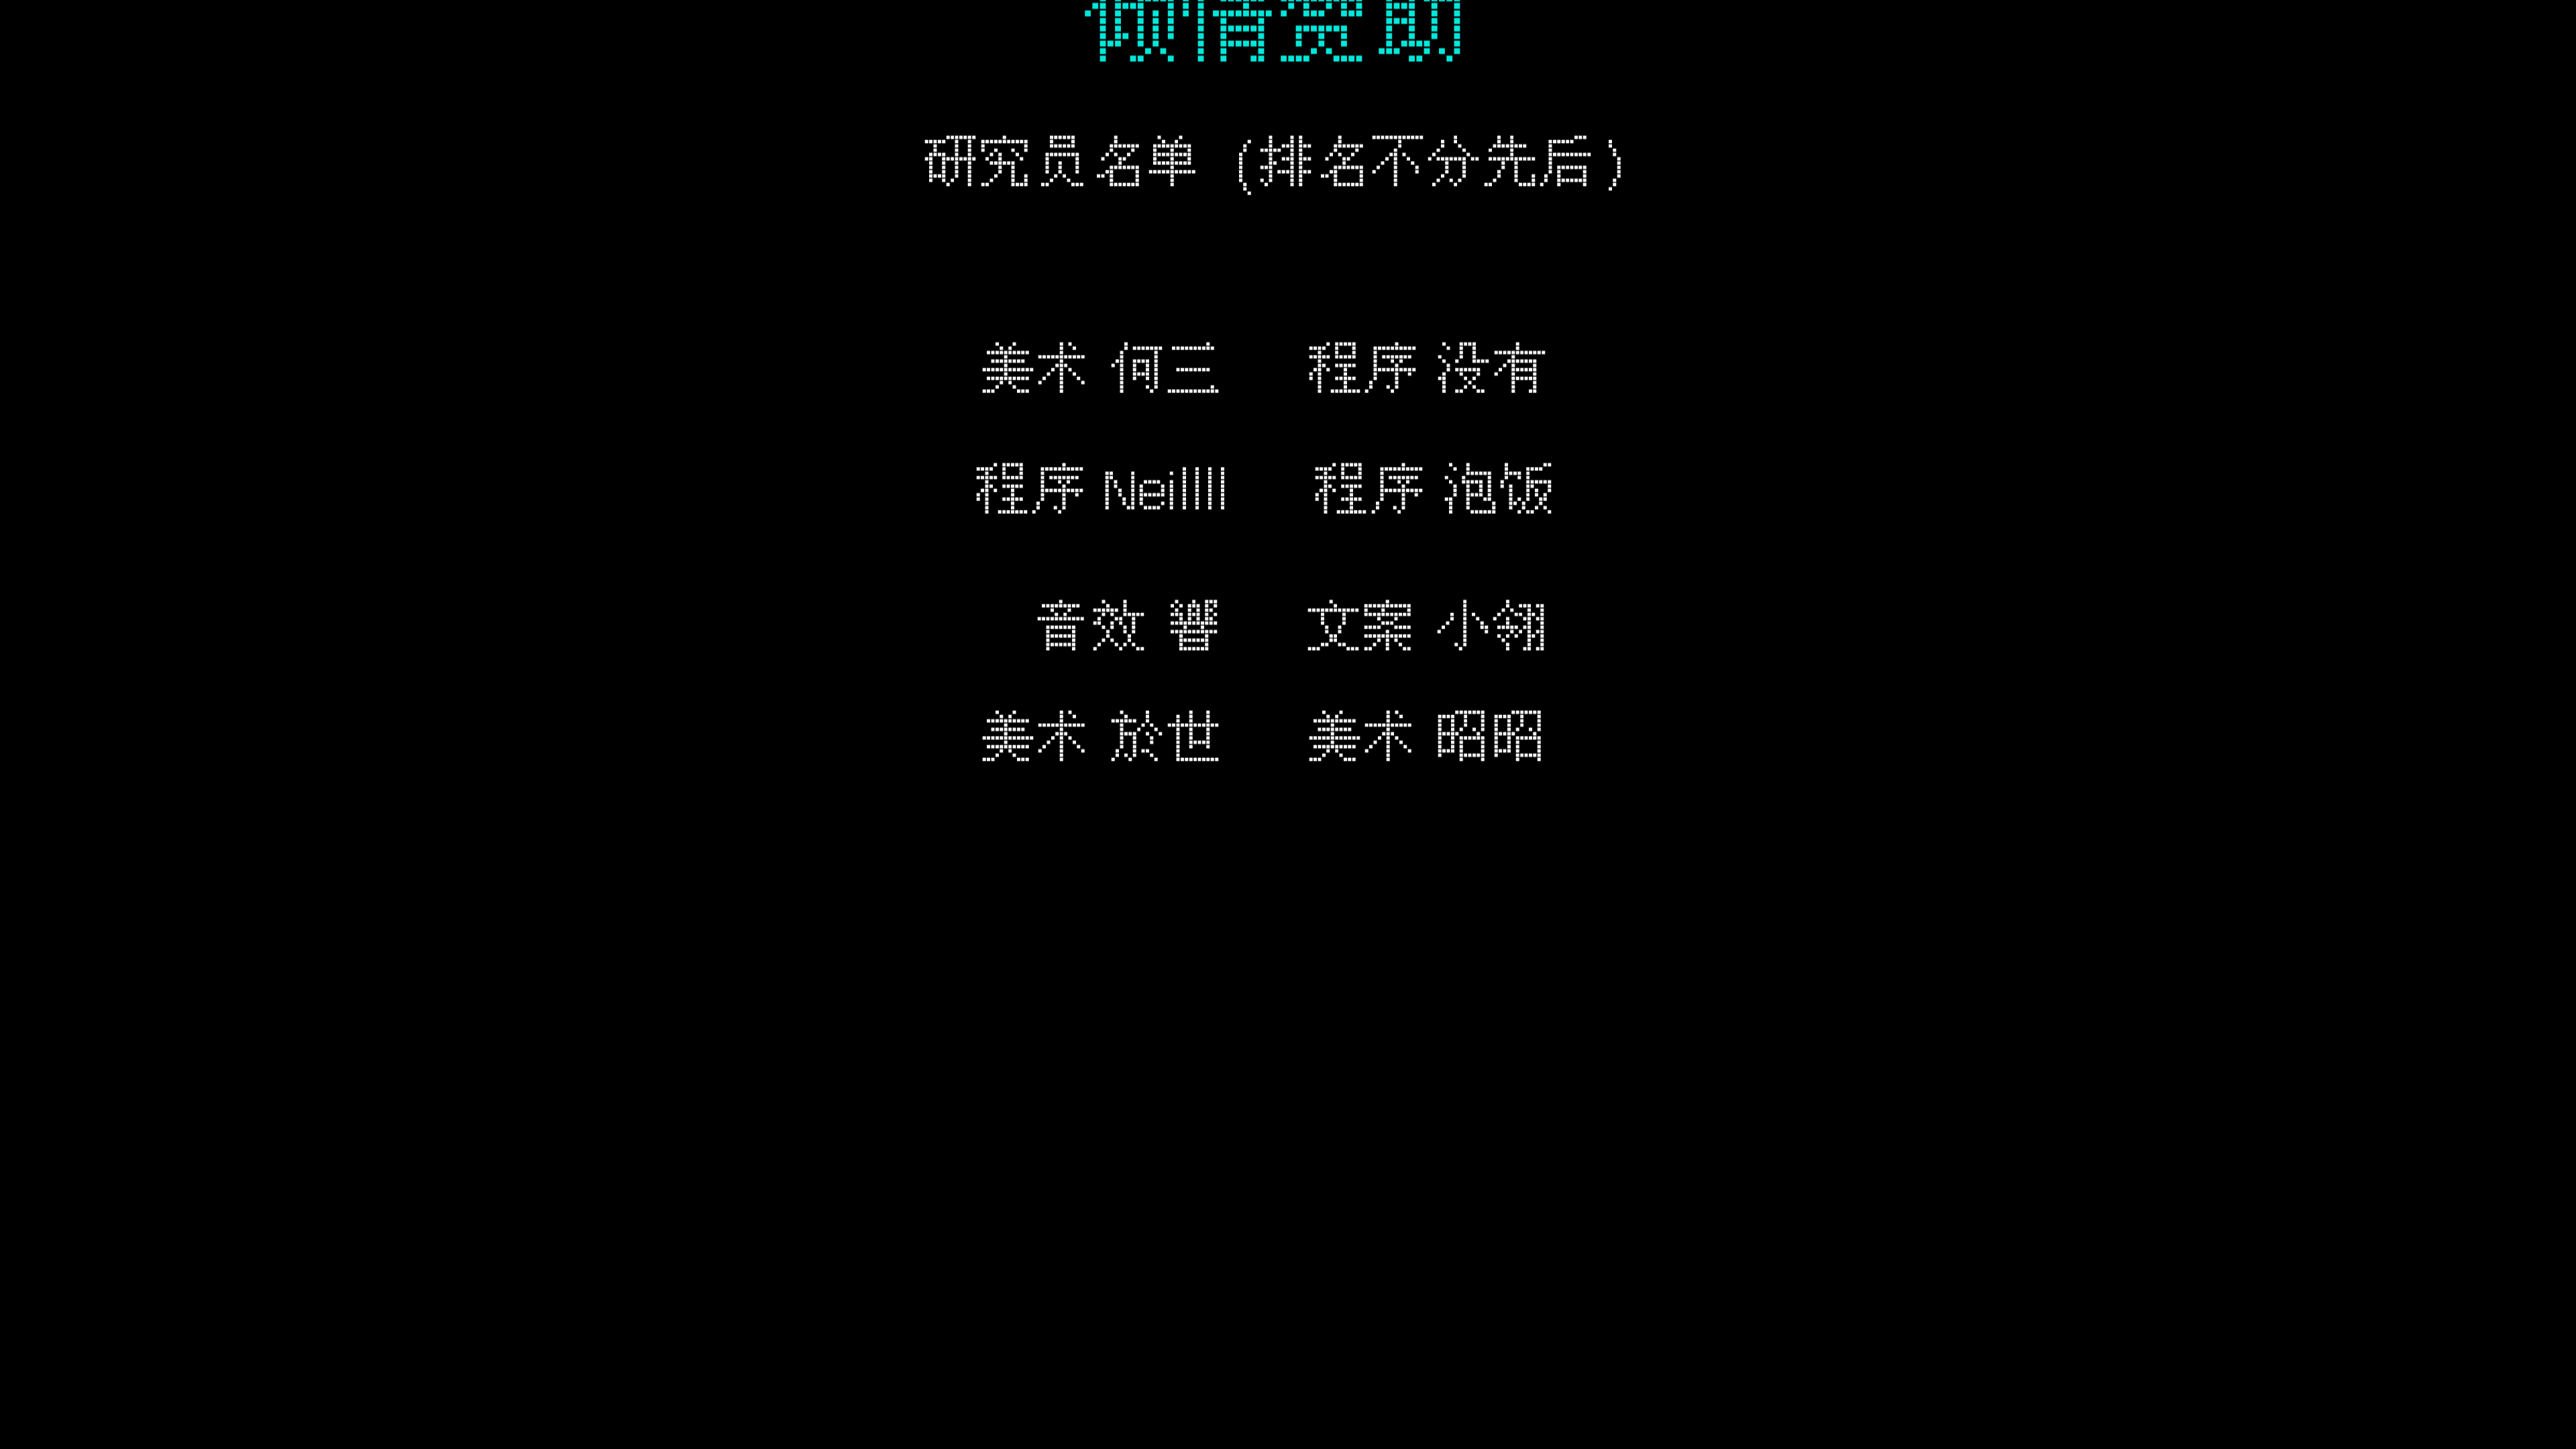 倾情赞助
研究员名单 (排名不分先后)
美术 何三 程序 没有
程序 Neillll 程序 泡饭
音效 響 文案 小翎
美术 於世 美术 昭昭